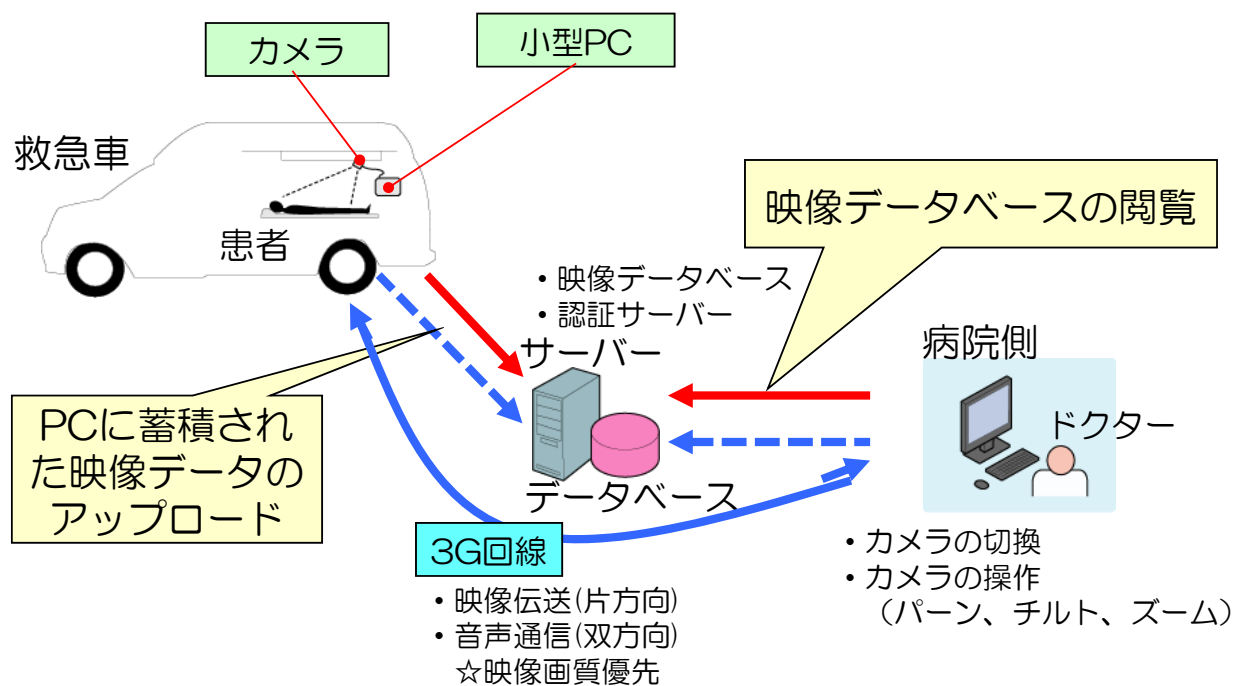 カメラ
小型PC
救急車
患者
映像データベースの閲覧
・映像データベース
・認証サーバー
サーバー
病院側
ドクター
PCに蓄積され
た映像データの
アップロード
データベース
3G回線
・映像伝送(片方向)
・音声通信(双方向)
☆映像画質優先
・カメラの切換
・カメラの操作
（パーン、チルト、ズーム）